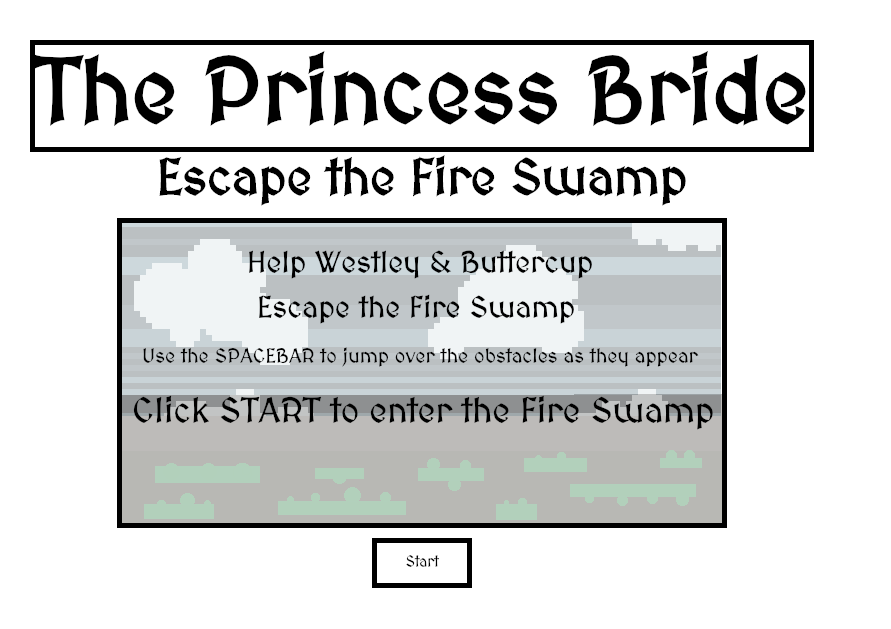 The Princess Bride
Escape the Fire Swamp
Help Westley & Buttercup
Escape the Fire Swamp
Use the SPACEBAR to jump over the obstacles as they appear
Click START to enter the Fire Swamp
Start